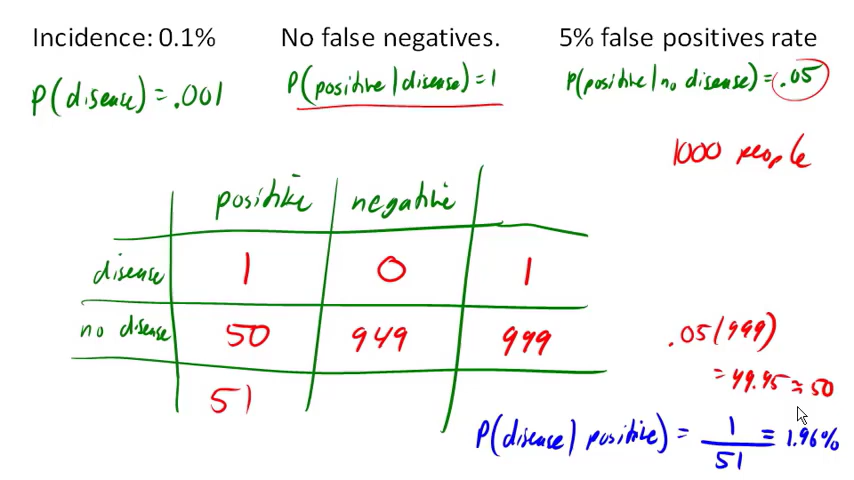 Incidence: 0.1% No false negatives. 5% false positives rate
P(disease) = .001 P(positive | disease) = 1 P(positive | no disease) = .05
1000 people
positive negative
disease 1 0 1
no disease 50 949 999
.05(999)
= 49.95 ≈ 50
51
P(disease | positive) = 1/51 = 1.96%